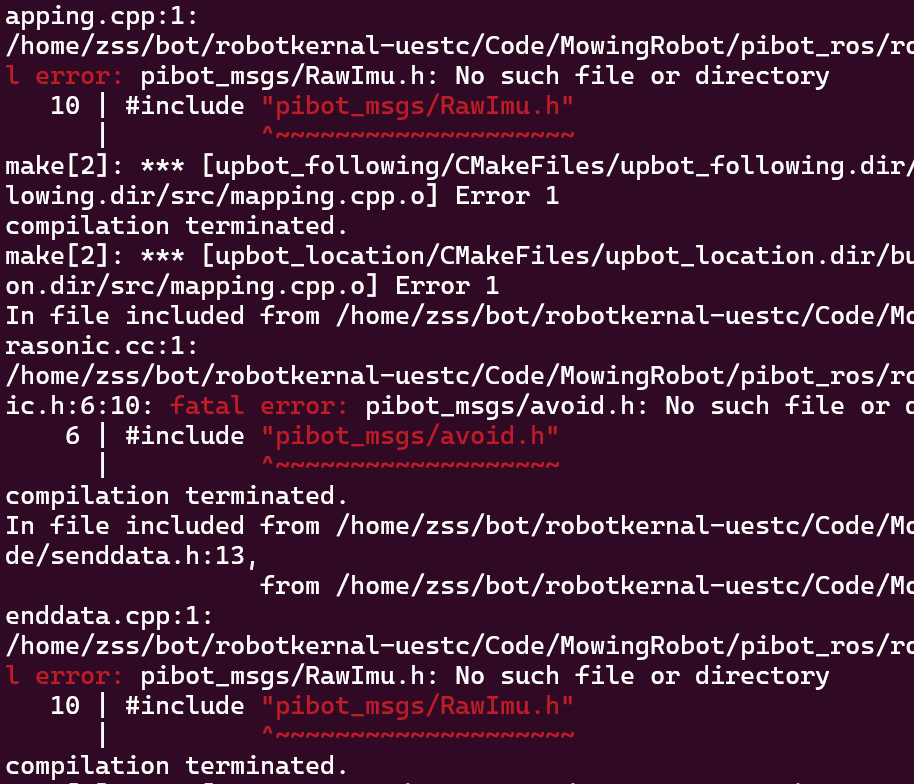 apping.cpp:1:
/home/zss/bot/robotkernal-uestc/Code/MowingRobot/pibot_ros/ro
l error: pibot_msgs/RawImu.h: No such file or directory
   10 | #include "pibot_msgs/RawImu.h"
      |          ^~~~~~~~~~~~~~~~~~~~~
make[2]: *** [upbot_following/CMakeFiles/upbot_following.dir/
lowing.dir/src/mapping.cpp.o] Error 1
compilation terminated.
make[2]: *** [upbot_location/CMakeFiles/upbot_location.dir/bu
on.dir/src/mapping.cpp.o] Error 1
In file included from /home/zss/bot/robotkernal-uestc/Code/Mo
rasonic.cc:1:
/home/zss/bot/robotkernal-uestc/Code/MowingRobot/pibot_ros/ro
ic.h:6:10: fatal error: pibot_msgs/avoid.h: No such file or d
    6 | #include "pibot_msgs/avoid.h"
      |          ^~~~~~~~~~~~~~~~~~~~
compilation terminated.
In file included from /home/zss/bot/robotkernal-uestc/Code/Mo
de/senddata.h:13,
                 from /home/zss/bot/robotkernal-uestc/Code/Mo
enddata.cpp:1:
/home/zss/bot/robotkernal-uestc/Code/MowingRobot/pibot_ros/ro
l error: pibot_msgs/RawImu.h: No such file or directory
   10 | #include "pibot_msgs/RawImu.h"
      |          ^~~~~~~~~~~~~~~~~~~~~
compilation terminated.